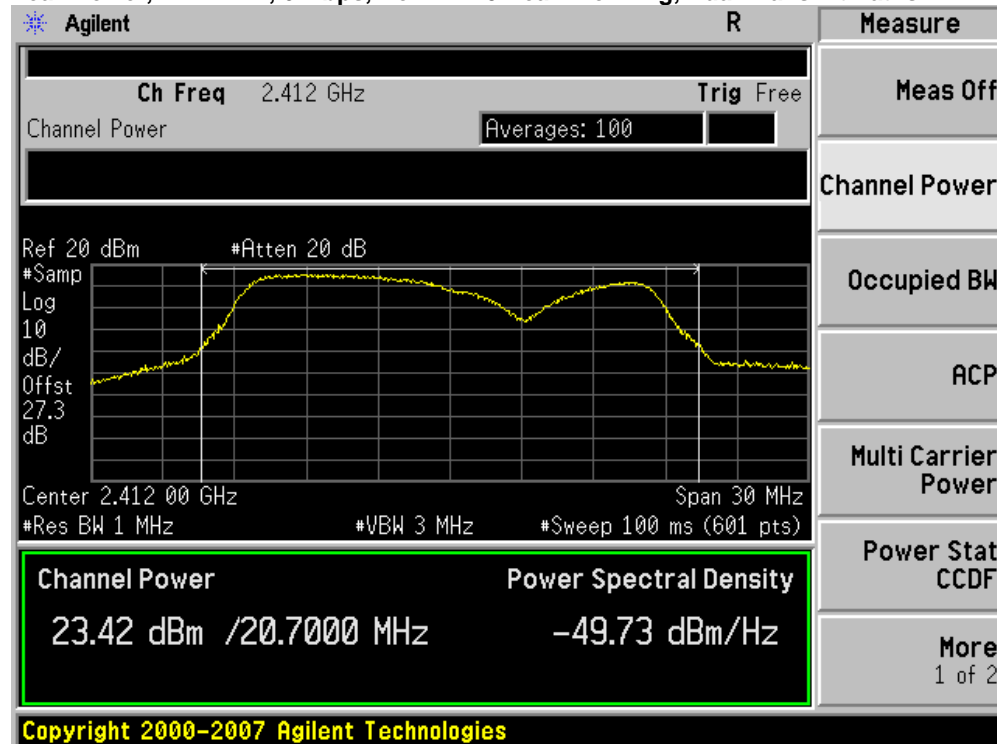 Agilent R Measure
Ch Freq 2.412 GHz Trig Free
Meas Off
Channel Power Averages: 100
Channel Power
Ref 20 dBm #Atten 20 dB
#Samp
Log
10
dB/
Offst
27.3
dB
Occupied BW
ACP
Multi Carrier
Power
Center 2.412 00 GHz Span 30 MHz
#Res BW 1 MHz #VBW 3 MHz #Sweep 100 ms (601 pts)
Power Stat
CCDF
Channel Power Power Spectral Density
23.42 dBm /20.7000 MHz -49.73 dBm/Hz
More
1 of 2
Copyright 2000-2007 Agilent Technologies